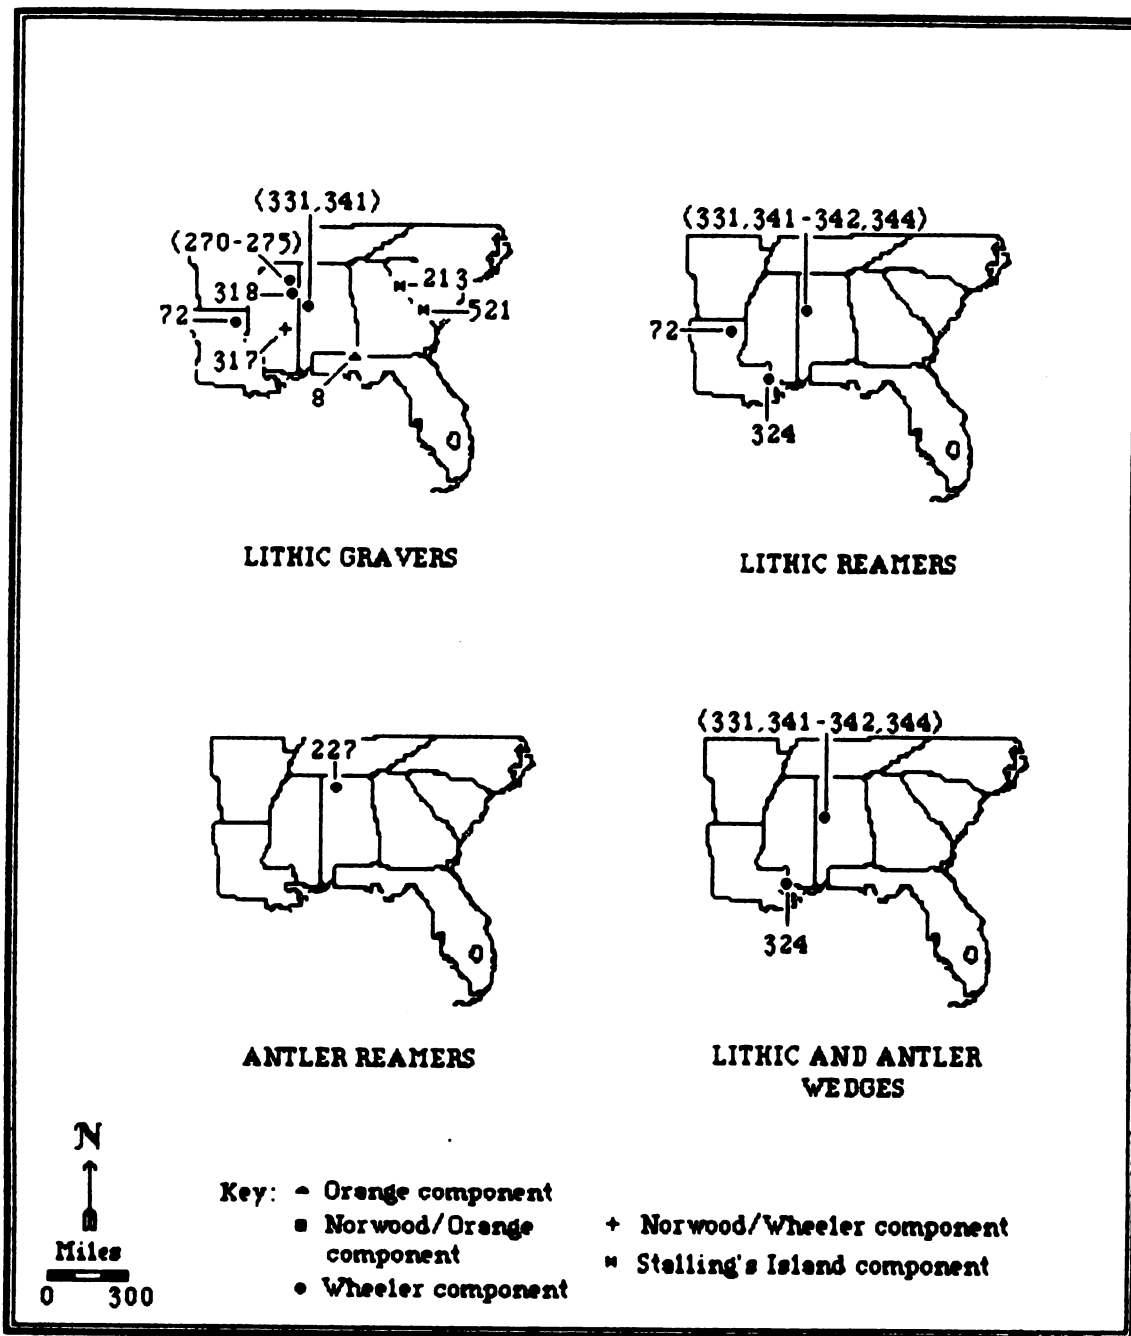 (331,341)
(270-275)
318
72
317
8
213
521
LITHIC GRAVERS
(331,341-342,344)
72
324
LITHIC REAMERS
227
ANTLER REAMERS
(331,341-342,344)
324
LITHIC AND ANTLER
WEDGES
N
Miles
0 300
Key: Orange component
Norwood/Orange
component
Wheeler component
Norwood/Wheeler component
Stalling's Island component